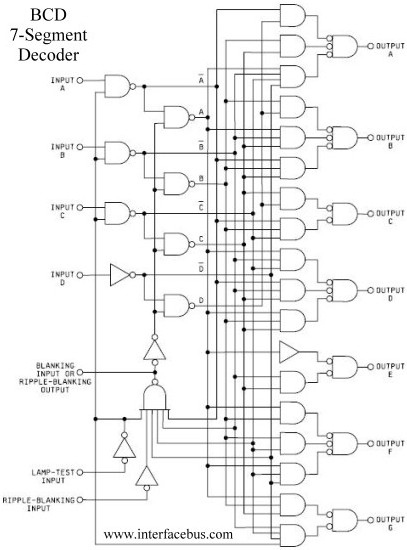 BCD
7-Segment
Decoder
INPUT
A
INPUT
B
INPUT
C
INPUT
D
BLANKING
INPUT OR
RIPPLE-BLANKING
OUTPUT
LAMP-TEST
INPUT
RIPPLE-BLANKING
INPUT
A̅
A
B̅
B
C̅
C
D̅
D
OUTPUT
A
OUTPUT
B
OUTPUT
C
OUTPUT
D
OUTPUT
E
OUTPUT
F
OUTPUT
G
www.interfacebus.com